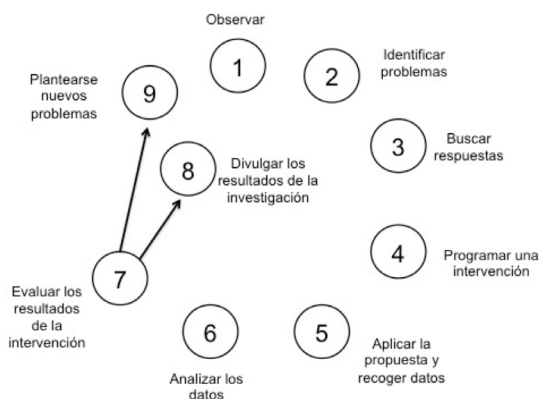 Observar
1
2
Identificar
problemas
3
Buscar
respuestas
4
Programar una
intervención
5
Aplicar la
propuesta y
recoger datos
6
Analizar los
datos
7
Evaluar los
resultados
de la
intervención
8
Divulgar los
resultados de la
investigación
9
Plantearse
nuevos
problemas